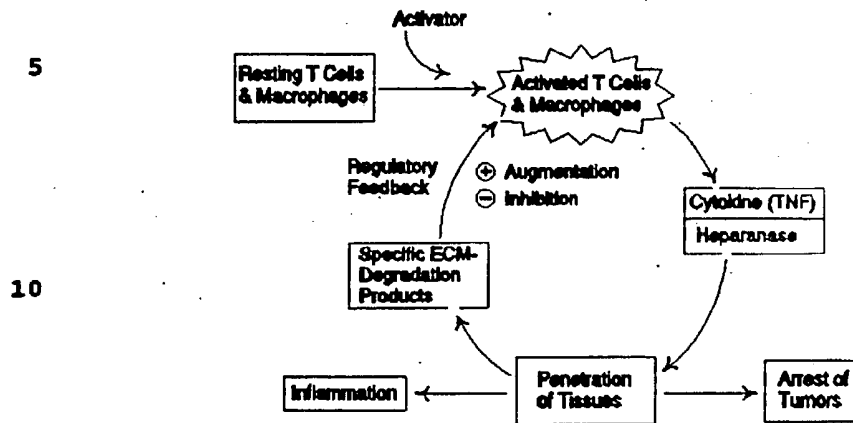 Activator
5
Resting T Cells
& Macrophages
Activated T Cells
& Macrophages
Regulatory
Feedback
+ Augmentation
− Inhibition
Cytokine (TNF)
Heparanase
Specific ECM-
Degradation
Products
10
Inflammation
Penetration
of Tissues
Arrest of
Tumors